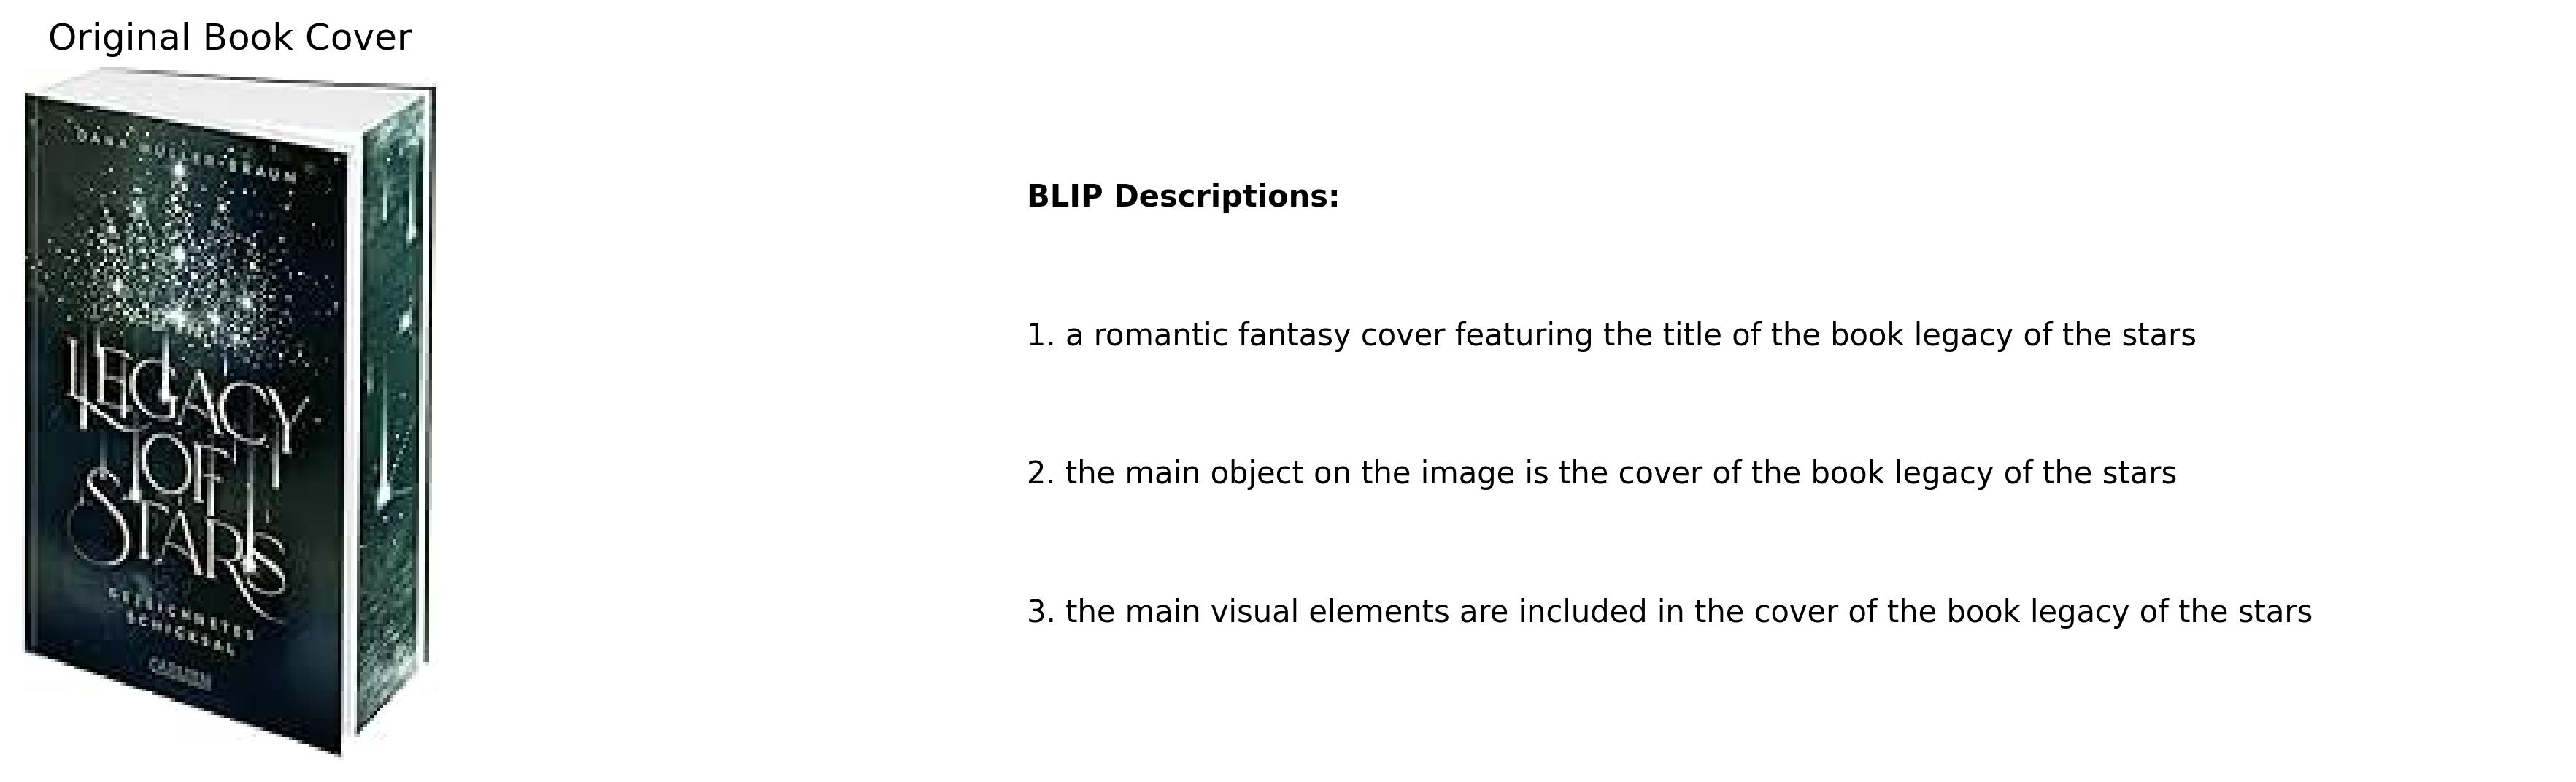 Original Book Cover
DANA MÜLLER-BRAUN
LEGACY
OF
STARS
GEZEICHNETES
SCHICKSAL
CARLSEN
BLIP Descriptions:
1. a romantic fantasy cover featuring the title of the book legacy of the stars
2. the main object on the image is the cover of the book legacy of the stars
3. the main visual elements are included in the cover of the book legacy of the stars